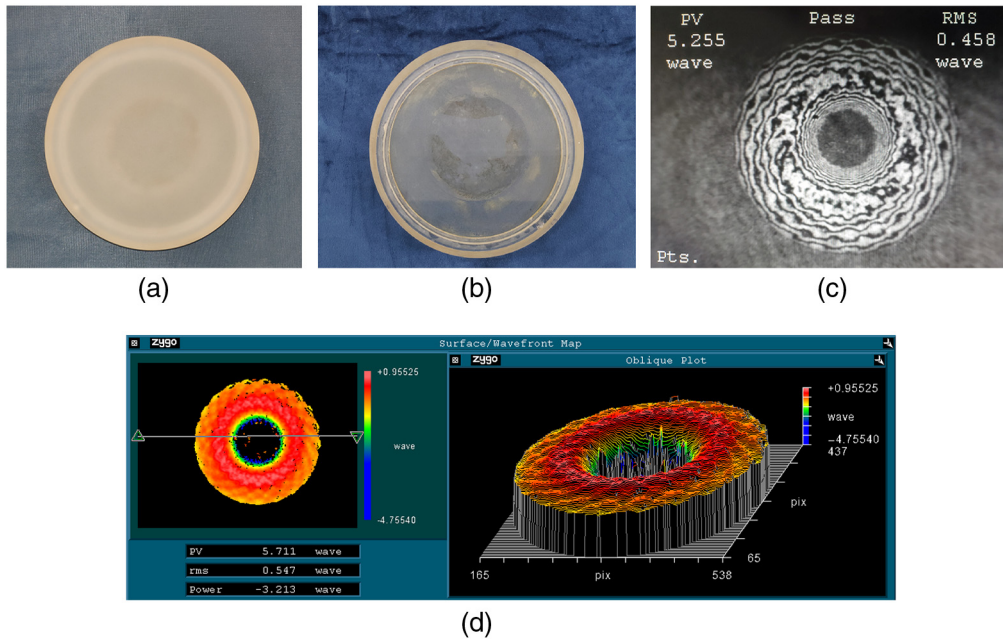 PV Pass RMS
5.255 0.458
wave wave
Pts.
(a) (b) (c)
zygo Surface/Wavefront Map
zygo Oblique Plot
+0.95525
wave
-4.75540
+0.95525
wave
-4.75540
437
pix
65
165 pix 538
PV 5.711 wave
rms 0.547 wave
Power -3.213 wave
(d)